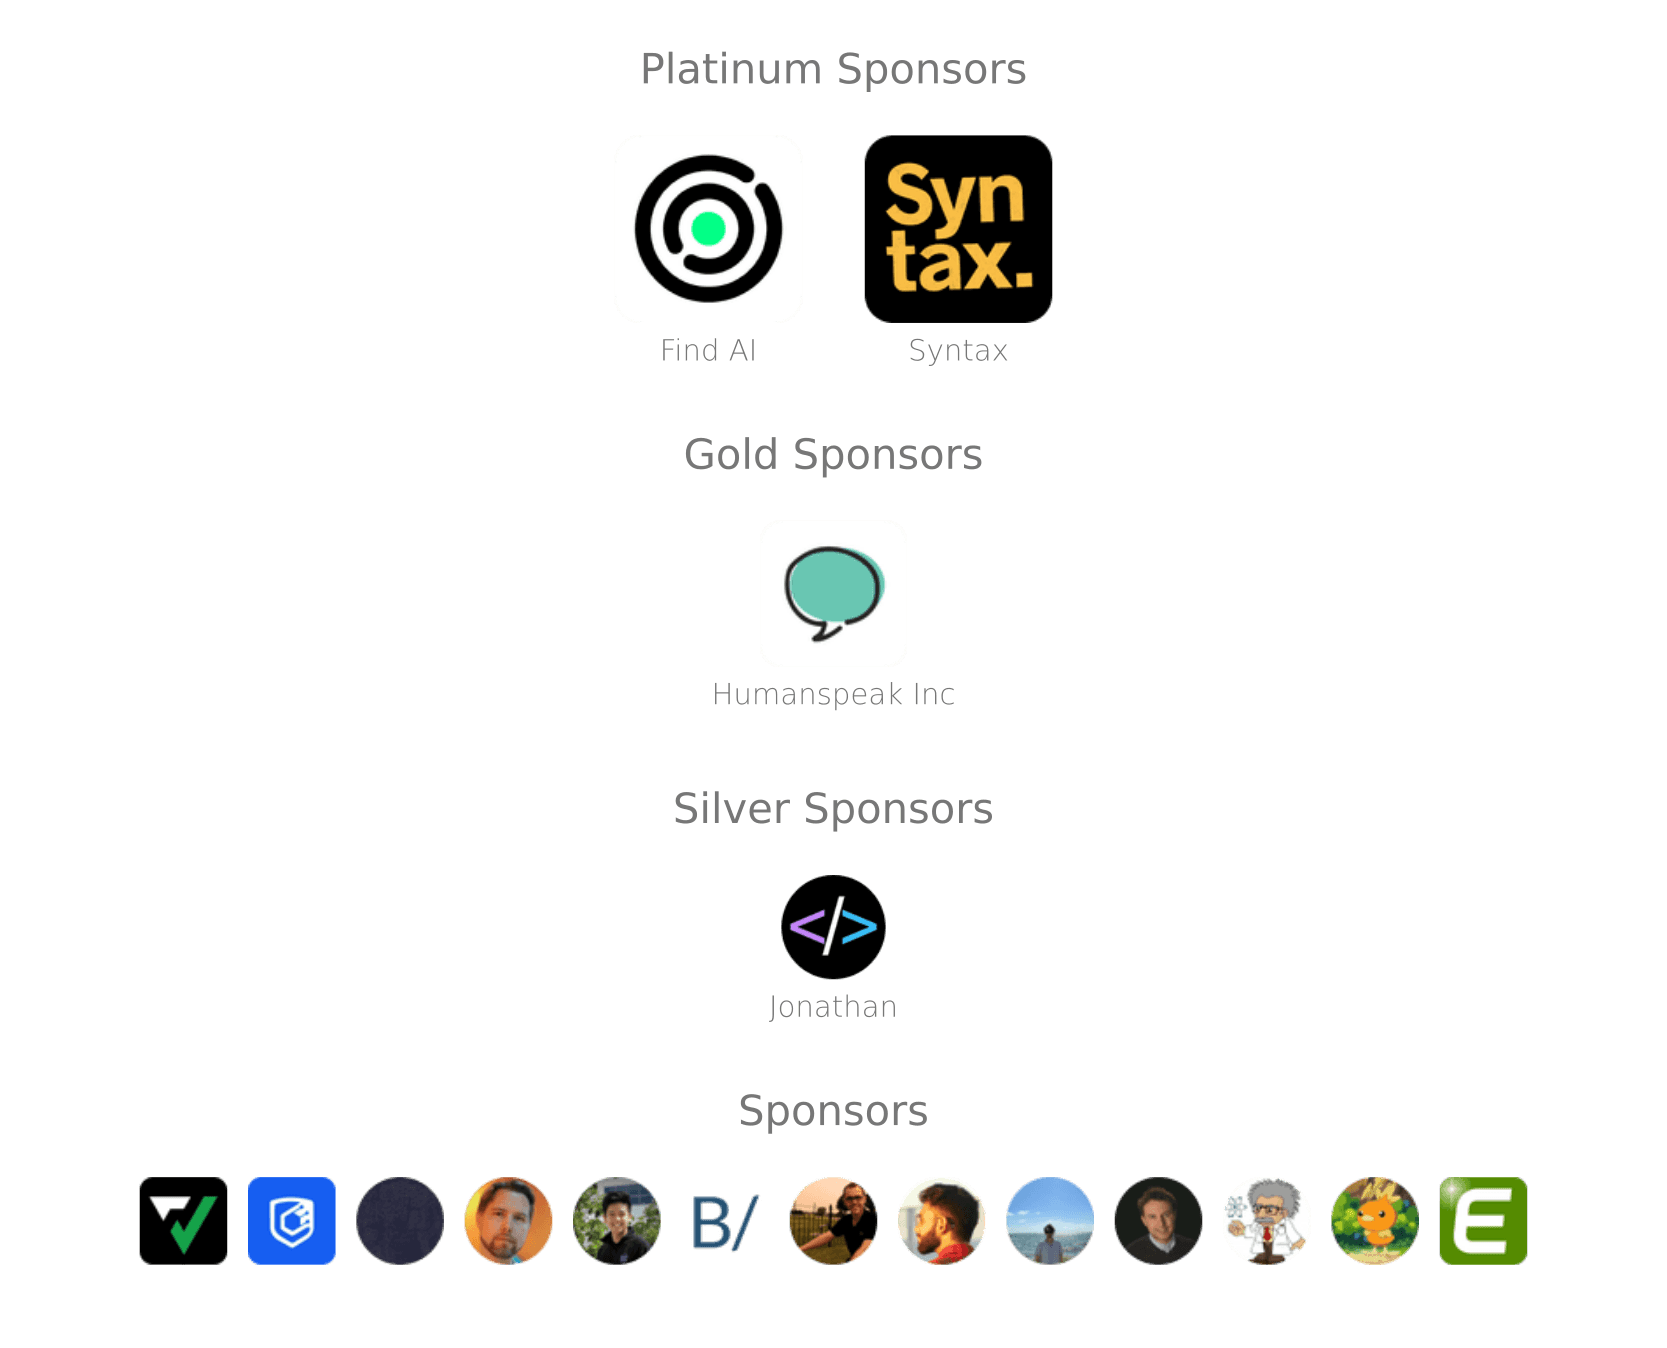 Platinum Sponsors
Syn
tax.
Find AI
Syntax
Gold Sponsors
Humanspeak Inc
Silver Sponsors
</>
Jonathan
Sponsors
B/
E